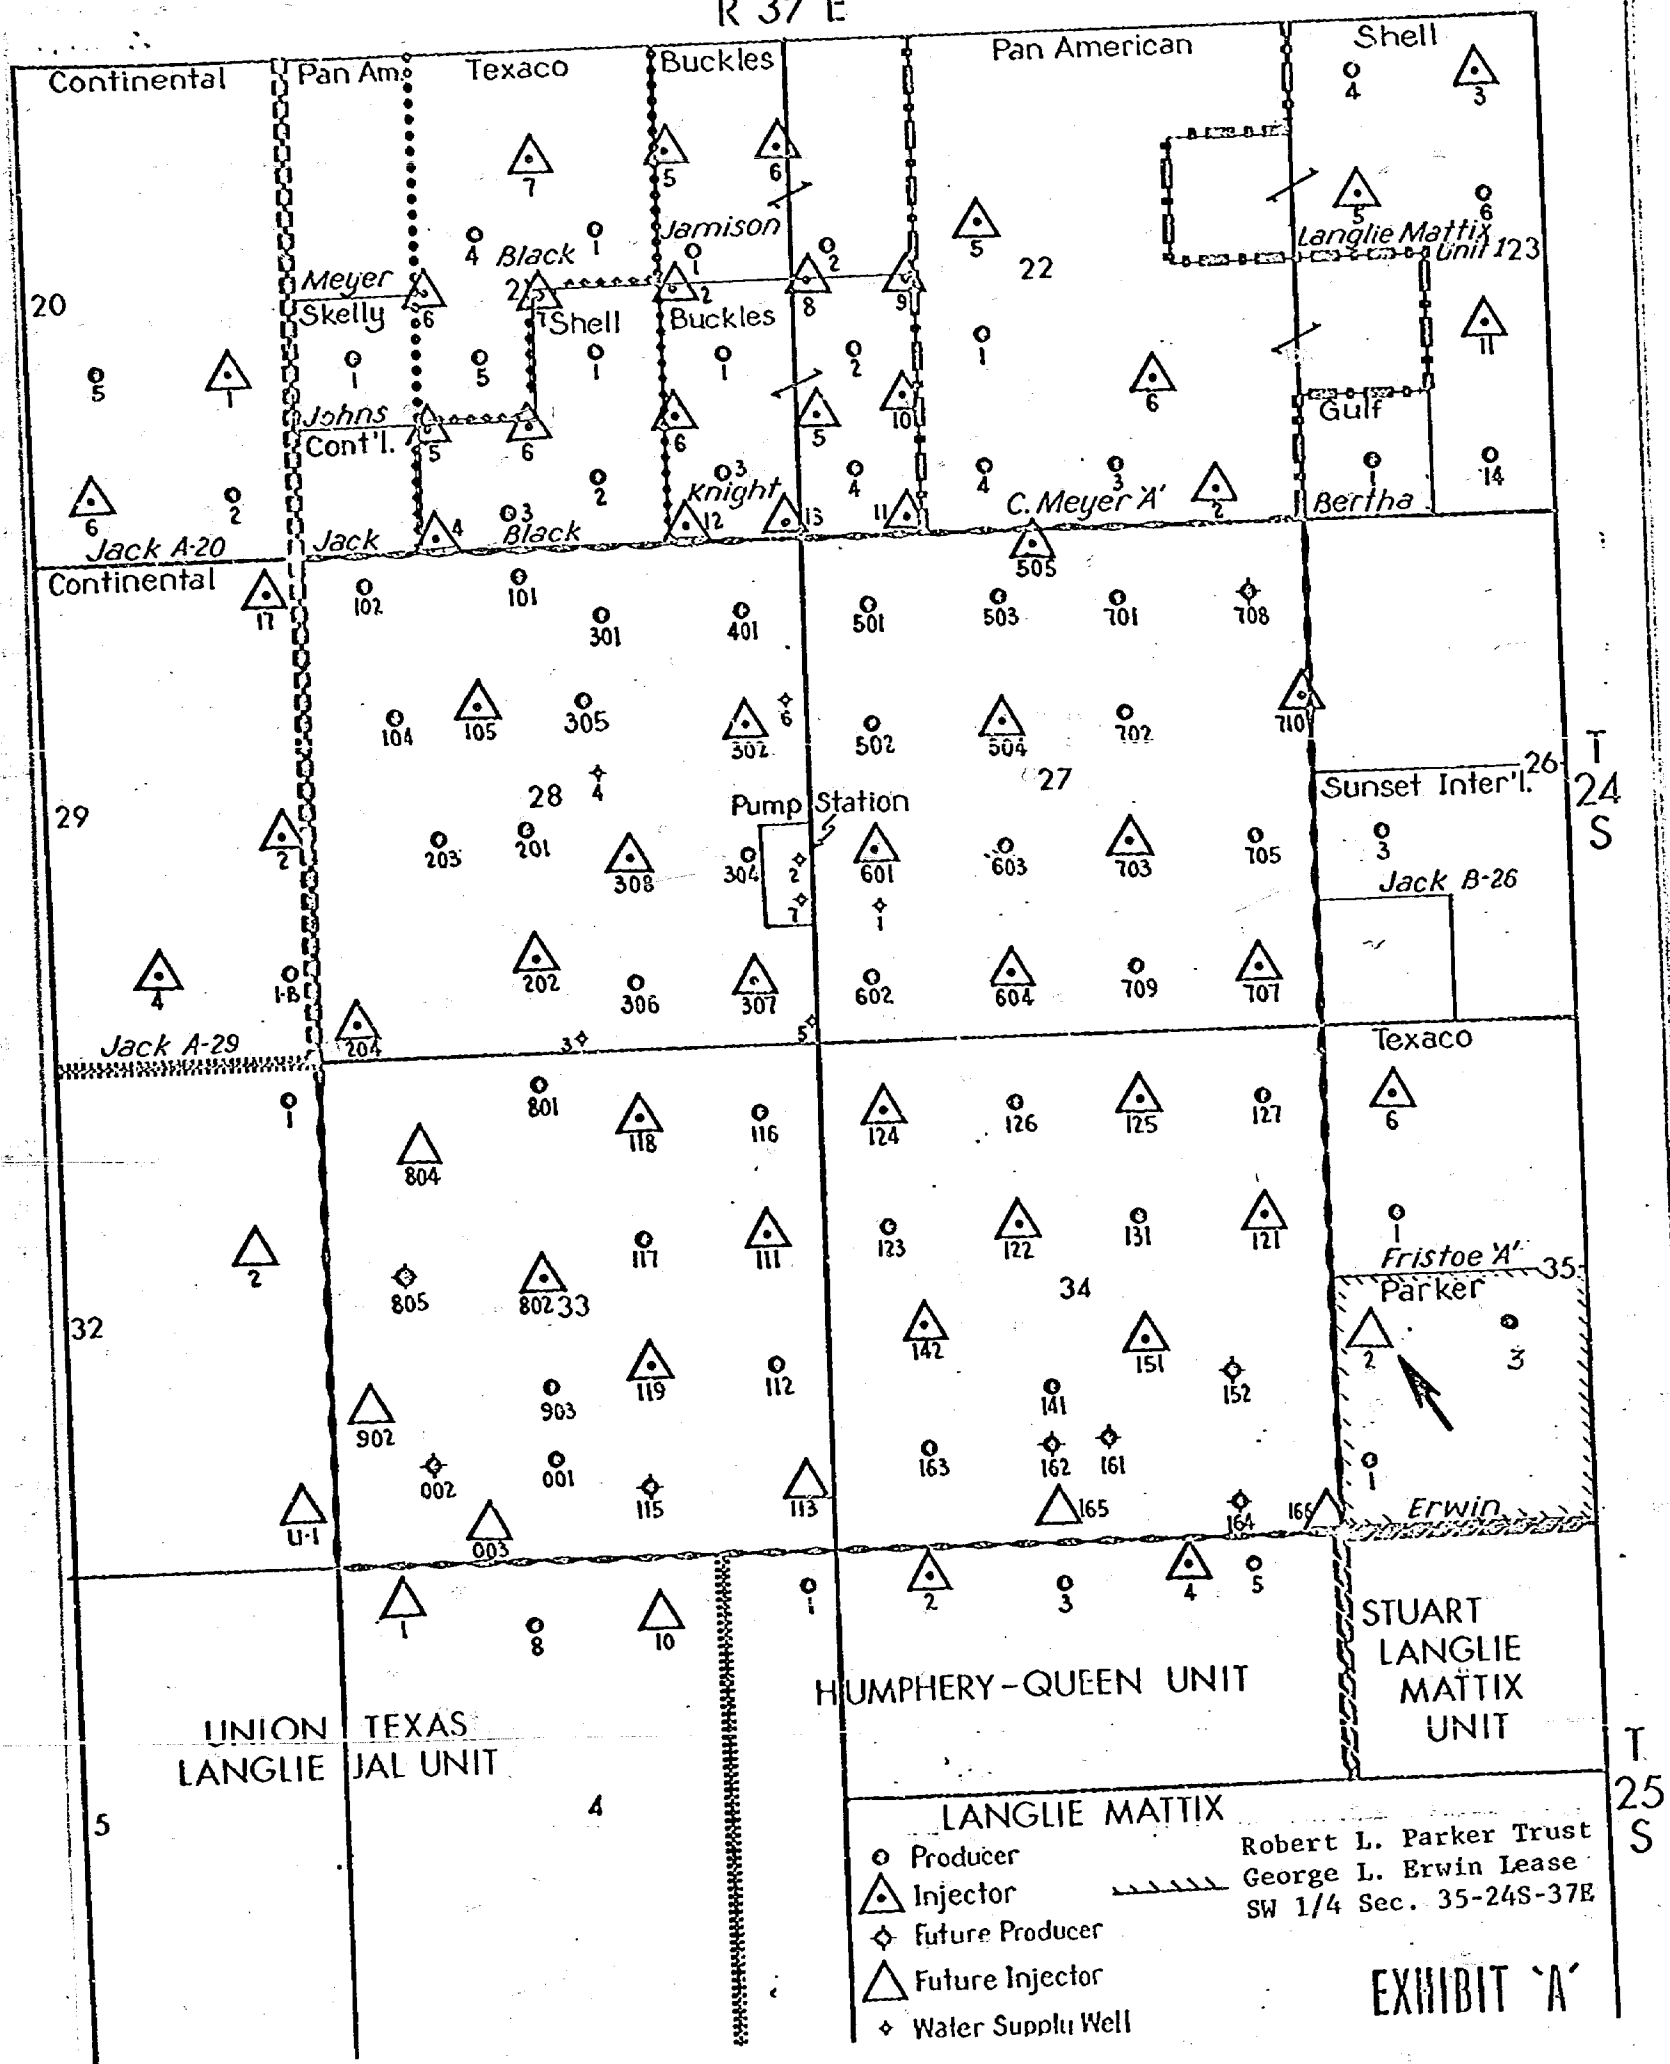 R 37 E
Continental Pan Am. Texaco Buckles Pan American Shell
4 3
7 5 6
5 6
5
4 1 Jamison
Black 1 2
Langlie Mattix
Unit 123
22
20
Meyer 6 2 2 8 9
Skelly 7 Shell Buckles
11
5 1 1 5 1 1 2 1
6 10
Johns Gulf
Cont'l. 5 6 6 5
6 2 2 3 4 4 3 2 1 14
Knight C. Meyer 'A' Bertha
Jack A-20 Jack 4 3 Black 12 13 11
Continental
505
17 102 101 301 401 501 503 701 708
104 105 305 302 6 502 504 702 710
26
T
24
S
28 4 27 Sunset Inter'l.
29 Pump Station
2 203 201 308 304 2 601 603 703 705 3
Jack B-26
7 1
4 1-B 202 306 307 602 604 709 707
204 3 5
Jack A-29 Texaco
1 801 118 116 124 126 125 127 6
804
2 117 111 123 122 131 121 1
Fristoe 'A'
35
805 802 33 34 Parker
32
142 151 2 3
119 112 152
902 903 141
002 001 115 113 163 162 161 1
U-1 003 165 164 166 Erwin
1 8 10 1 2 3 4 5
STUART
LANGLIE
MATTIX
UNIT
HUMPHERY-QUEEN UNIT
UNION TEXAS
LANGLIE JAL UNIT
T
25
S
5 4
LANGLIE MATTIX
Producer
Injector
Future Producer
Future Injector
Water Supply Well
Robert L. Parker Trust
George L. Erwin Lease
SW 1/4 Sec. 35-24S-37E
EXHIBIT 'A'